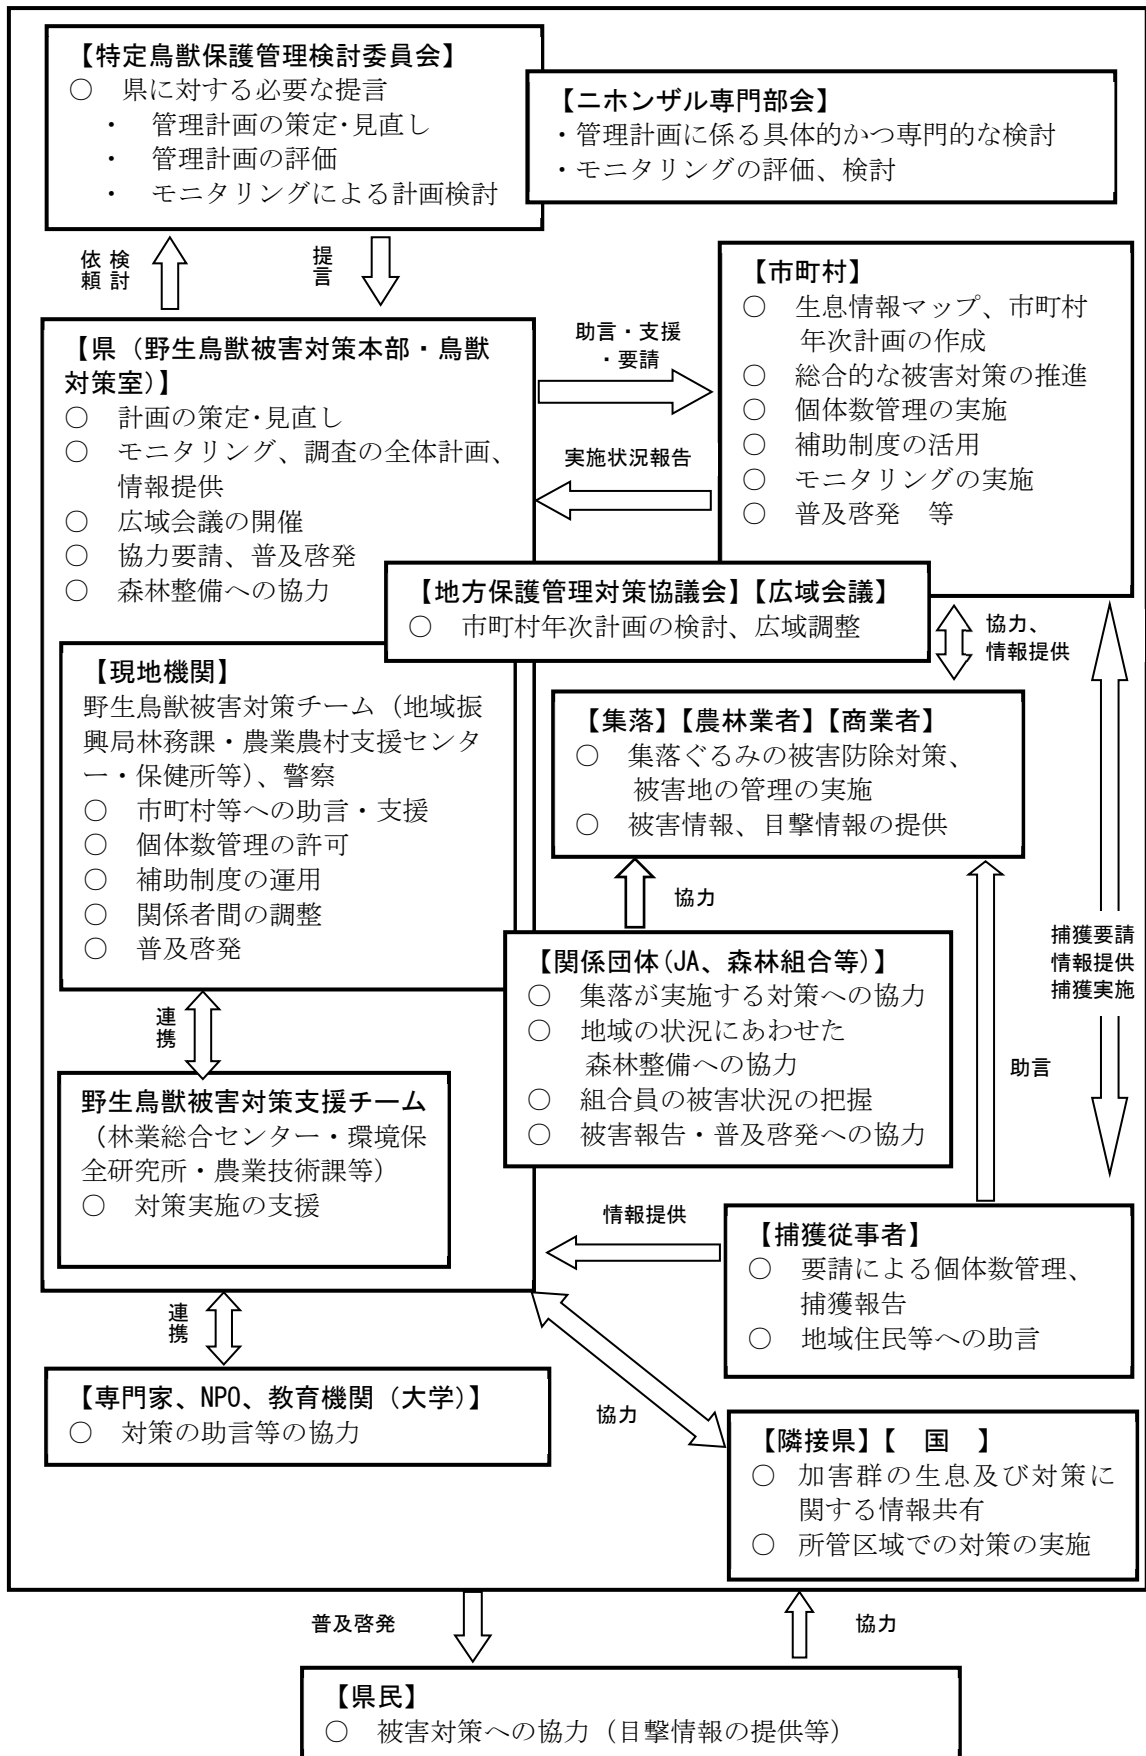 【特定鳥獣保護管理検討委員会】
○ 県に対する必要な提言
・ 管理計画の策定･見直し
・ 管理計画の評価
・ モニタリングによる計画検討
【ニホンザル専門部会】
・管理計画に係る具体的かつ専門的な検討
・モニタリングの評価、検討
検討
依頼
提言
【県（野生鳥獣被害対策本部・鳥獣
対策室）】
○ 計画の策定･見直し
○ モニタリング、調査の全体計画、
情報提供
○ 広域会議の開催
○ 協力要請、普及啓発
○ 森林整備への協力
助言・支援
・要請
実施状況報告
【市町村】
○ 生息情報マップ、市町村
年次計画の作成
○ 総合的な被害対策の推進
○ 個体数管理の実施
○ 補助制度の活用
○ モニタリングの実施
○ 普及啓発 等
【地方保護管理対策協議会】【広域会議】
○ 市町村年次計画の検討、広域調整
協力、
情報提供
【現地機関】
野生鳥獣被害対策チーム（地域振
興局林務課・農業農村支援センタ
ー・保健所等）、警察
○ 市町村等への助言・支援
○ 個体数管理の許可
○ 補助制度の運用
○ 関係者間の調整
○ 普及啓発
【集落】【農林業者】【商業者】
○ 集落ぐるみの被害防除対策、
被害地の管理の実施
○ 被害情報、目撃情報の提供
協力
捕獲要請
情報提供
捕獲実施
【関係団体(JA、森林組合等)】
○ 集落が実施する対策への協力
○ 地域の状況にあわせた
森林整備への協力
○ 組合員の被害状況の把握
○ 被害報告・普及啓発への協力
助言
連携
野生鳥獣被害対策支援チーム
（林業総合センター・環境保
全研究所・農業技術課等）
○ 対策実施の支援
情報提供
【捕獲従事者】
○ 要請による個体数管理、
捕獲報告
○ 地域住民等への助言
連携
【専門家、NPO、教育機関（大学）】
○ 対策の助言等の協力
協力
【隣接県】【 国 】
○ 加害群の生息及び対策に
関する情報共有
○ 所管区域での対策の実施
普及啓発
協力
【県民】
○ 被害対策への協力（目撃情報の提供等）